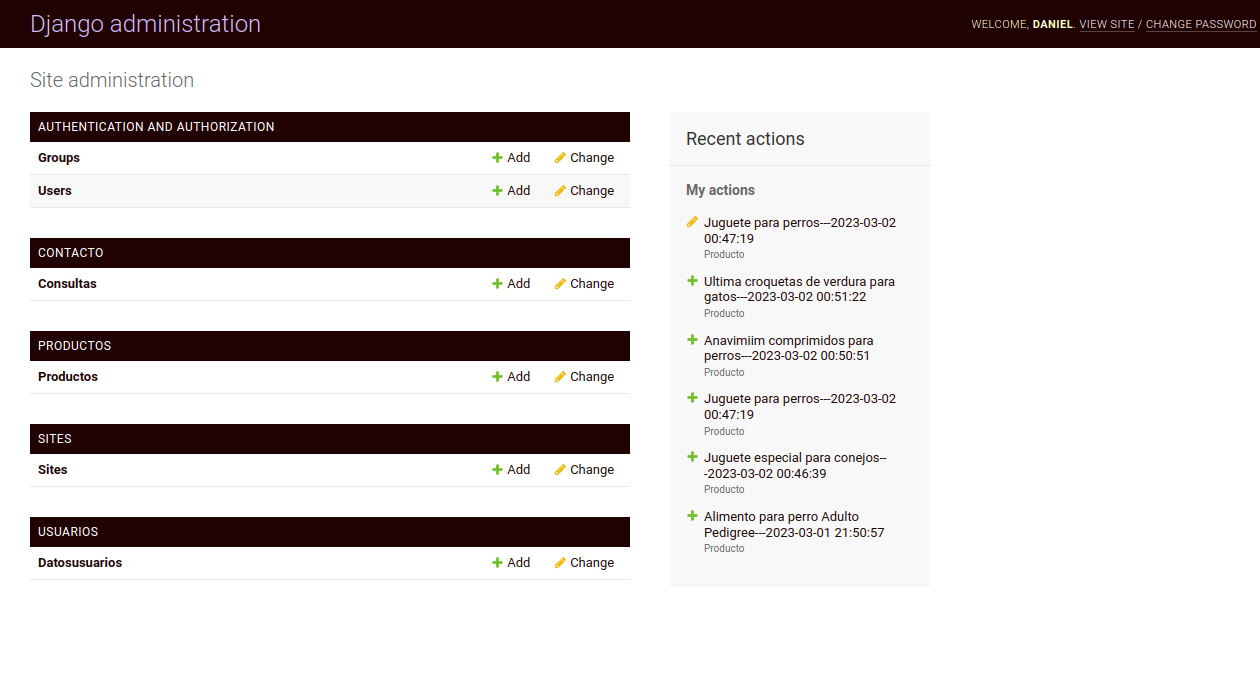 Django administration
WELCOME, DANIEL. VIEW SITE / CHANGE PASSWORD
Site administration
AUTHENTICATION AND AUTHORIZATION
Groups Add Change
Users Add Change
CONTACTO
Consultas Add Change
PRODUCTOS
Productos Add Change
SITES
Sites Add Change
USUARIOS
Datosusuarios Add Change
Recent actions
My actions
Juguete para perros---2023-03-02
00:47:19
Producto
Ultima croquetas de verdura para
gatos---2023-03-02 00:51:22
Producto
Anavimiim comprimidos para
perros---2023-03-02 00:50:51
Producto
Juguete para perros---2023-03-02
00:47:19
Producto
Juguete especial para conejos--
-2023-03-02 00:46:39
Producto
Alimento para perro Adulto
Pedigree---2023-03-01 21:50:57
Producto